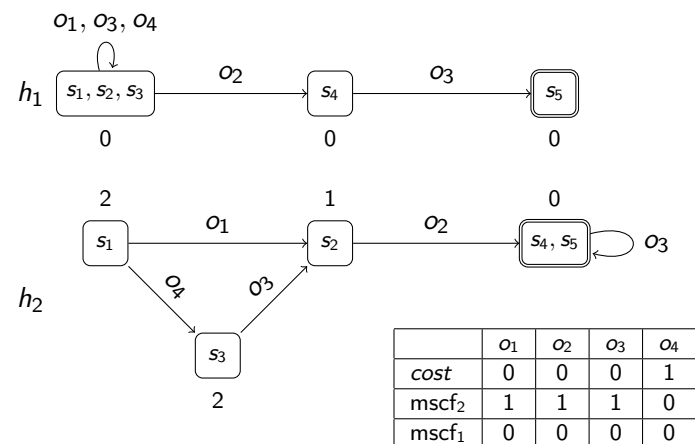 o₁, o₃, o₄
h₁ s₁, s₂, s₃ o₂ s₄ o₃ s₅
0 0 0
2 1 0
s₁ o₁ s₂ o₂ s₄, s₅ o₃
o₄ o₃
h₂
s₃
2
o₁ o₂ o₃ o₄
cost 0 0 0 1
mscf₂ 1 1 1 0
mscf₁ 0 0 0 0